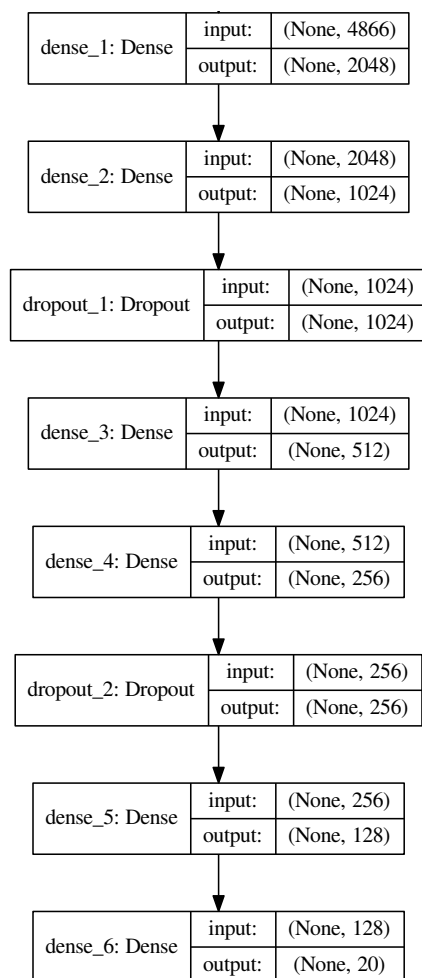 dense_1: Dense
input: (None, 4866)
output: (None, 2048)
dense_2: Dense
input: (None, 2048)
output: (None, 1024)
dropout_1: Dropout
input: (None, 1024)
output: (None, 1024)
dense_3: Dense
input: (None, 1024)
output: (None, 512)
dense_4: Dense
input: (None, 512)
output: (None, 256)
dropout_2: Dropout
input: (None, 256)
output: (None, 256)
dense_5: Dense
input: (None, 256)
output: (None, 128)
dense_6: Dense
input: (None, 128)
output: (None, 20)